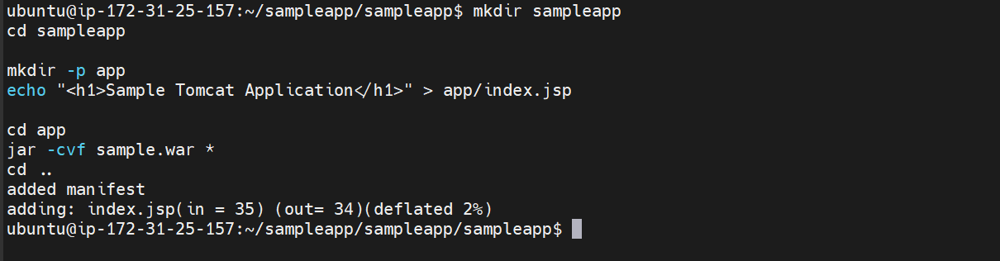 ubuntu@ip-172-31-25-157:~/sampleapp/sampleapp$ mkdir sampleapp
cd sampleapp
mkdir -p app
echo "<h1>Sample Tomcat Application</h1>" > app/index.jsp
cd app
jar -cvf sample.war *
cd ..
added manifest
adding: index.jsp(in = 35) (out= 34)(deflated 2%)
ubuntu@ip-172-31-25-157:~/sampleapp/sampleapp/sampleapp$